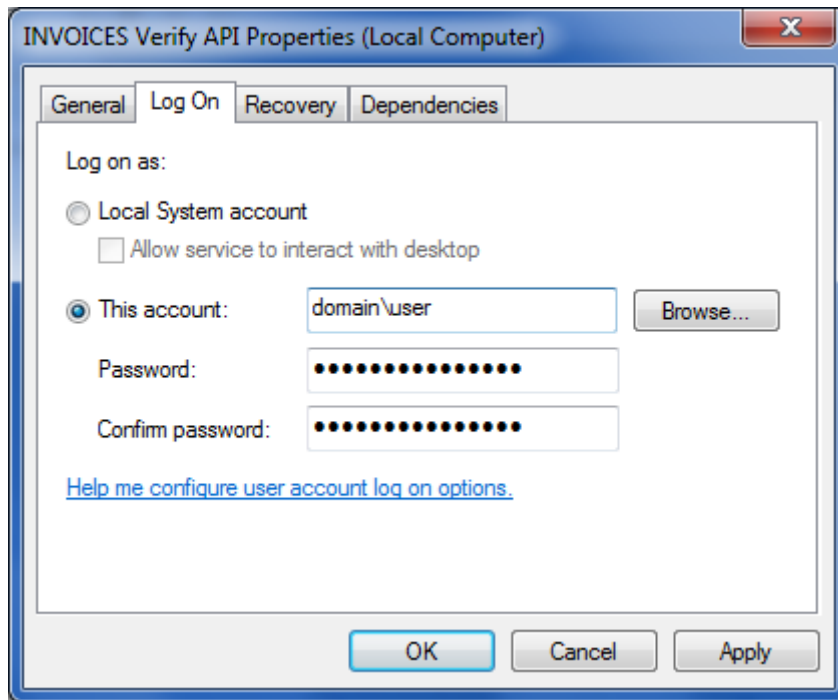 INVOICES Verify API Properties (Local Computer)
General Log On Recovery Dependencies
Log on as:
Local System account
Allow service to interact with desktop
This account: domain\user Browse...
Password: •••••••••••••••
Confirm password: •••••••••••••••
Help me configure user account log on options.
OK Cancel Apply